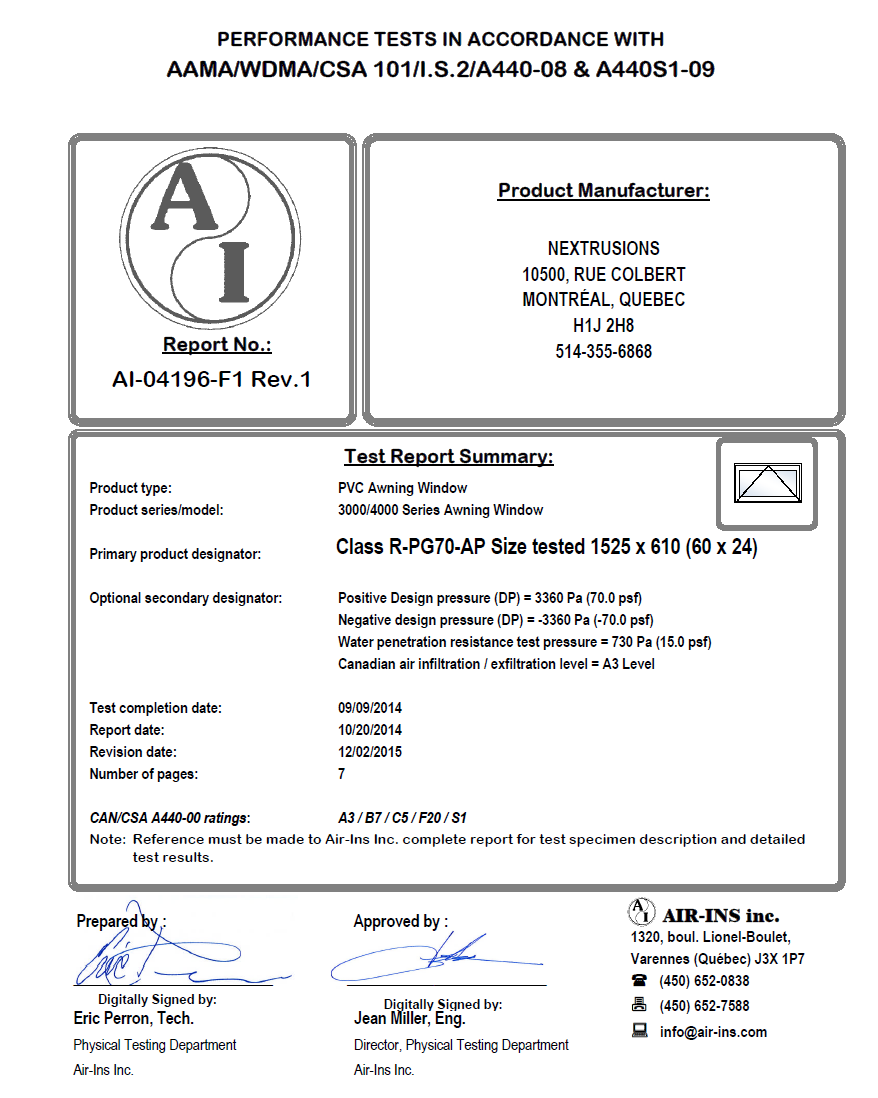 PERFORMANCE TESTS IN ACCORDANCE WITH
AAMA/WDMA/CSA 101/I.S.2/A440-08 & A440S1-09
A
I
Report No.:
AI-04196-F1 Rev.1
Product Manufacturer:
NEXTRUSIONS
10500, RUE COLBERT
MONTRÉAL, QUEBEC
H1J 2H8
514-355-6868
Test Report Summary:
Product type: PVC Awning Window
Product series/model: 3000/4000 Series Awning Window
Primary product designator: Class R-PG70-AP Size tested 1525 x 610 (60 x 24)
Optional secondary designator: Positive Design pressure (DP) = 3360 Pa (70.0 psf)
Negative design pressure (DP) = -3360 Pa (-70.0 psf)
Water penetration resistance test pressure = 730 Pa (15.0 psf)
Canadian air infiltration / exfiltration level = A3 Level
Test completion date: 09/09/2014
Report date: 10/20/2014
Revision date: 12/02/2015
Number of pages: 7
CAN/CSA A440-00 ratings: A3 / B7 / C5 / F20 / S1
Note: Reference must be made to Air-Ins Inc. complete report for test specimen description and detailed
test results.
Prepared by :
Digitally Signed by:
Eric Perron, Tech.
Physical Testing Department
Air-Ins Inc.
Approved by :
Digitally Signed by:
Jean Miller, Eng.
Director, Physical Testing Department
Air-Ins Inc.
A
I
AIR-INS inc.
1320, boul. Lionel-Boulet,
Varennes (Québec) J3X 1P7
(450) 652-0838
(450) 652-7588
info@air-ins.com